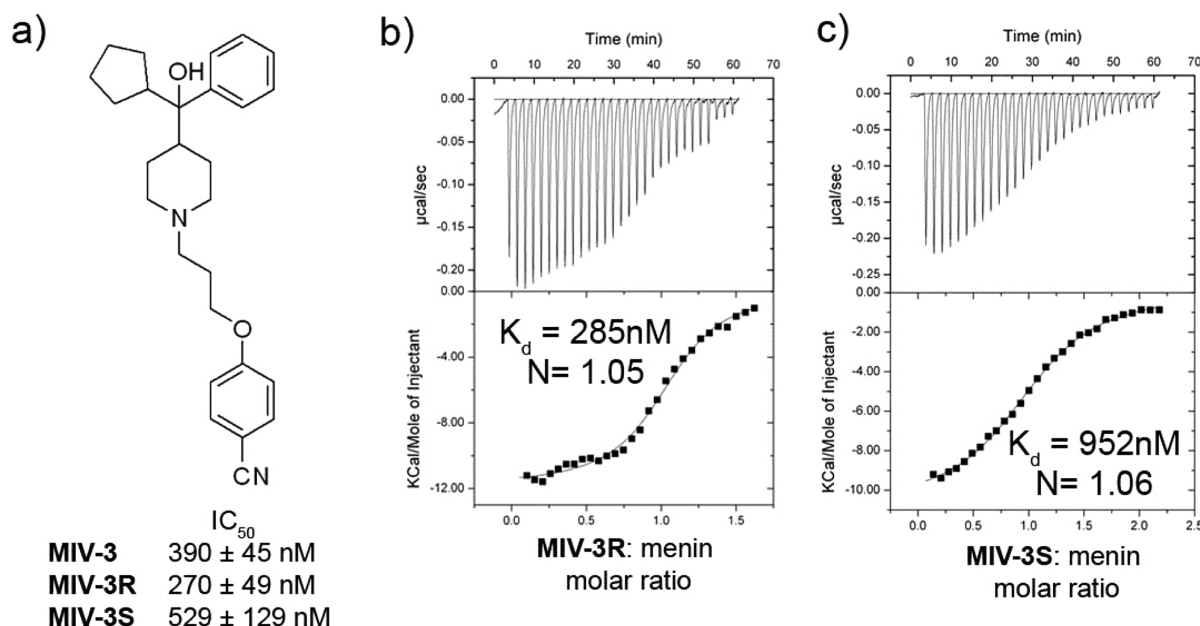 a)
OH
N
O
CN
IC50
MIV-3 390 ± 45 nM
MIV-3R 270 ± 49 nM
MIV-3S 529 ± 129 nM
b)
Time (min)
0 10 20 30 40 50 60 70
0.00
-0.05
-0.10
-0.15
-0.20
µcal/sec
0.00
-4.00
-8.00
-12.00
KCal/Mole of Injectant
Kd = 285nM
N= 1.05
0.0 0.5 1.0 1.5
MIV-3R: menin
molar ratio
c)
Time (min)
0 10 20 30 40 50 60 70
0.00
-0.05
-0.10
-0.15
-0.20
-0.25
µcal/sec
0.00
-2.00
-4.00
-6.00
-8.00
-10.00
KCal/Mole of Injectant
Kd = 952nM
N= 1.06
0.0 0.5 1.0 1.5 2.0 2.5
MIV-3S: menin
molar ratio